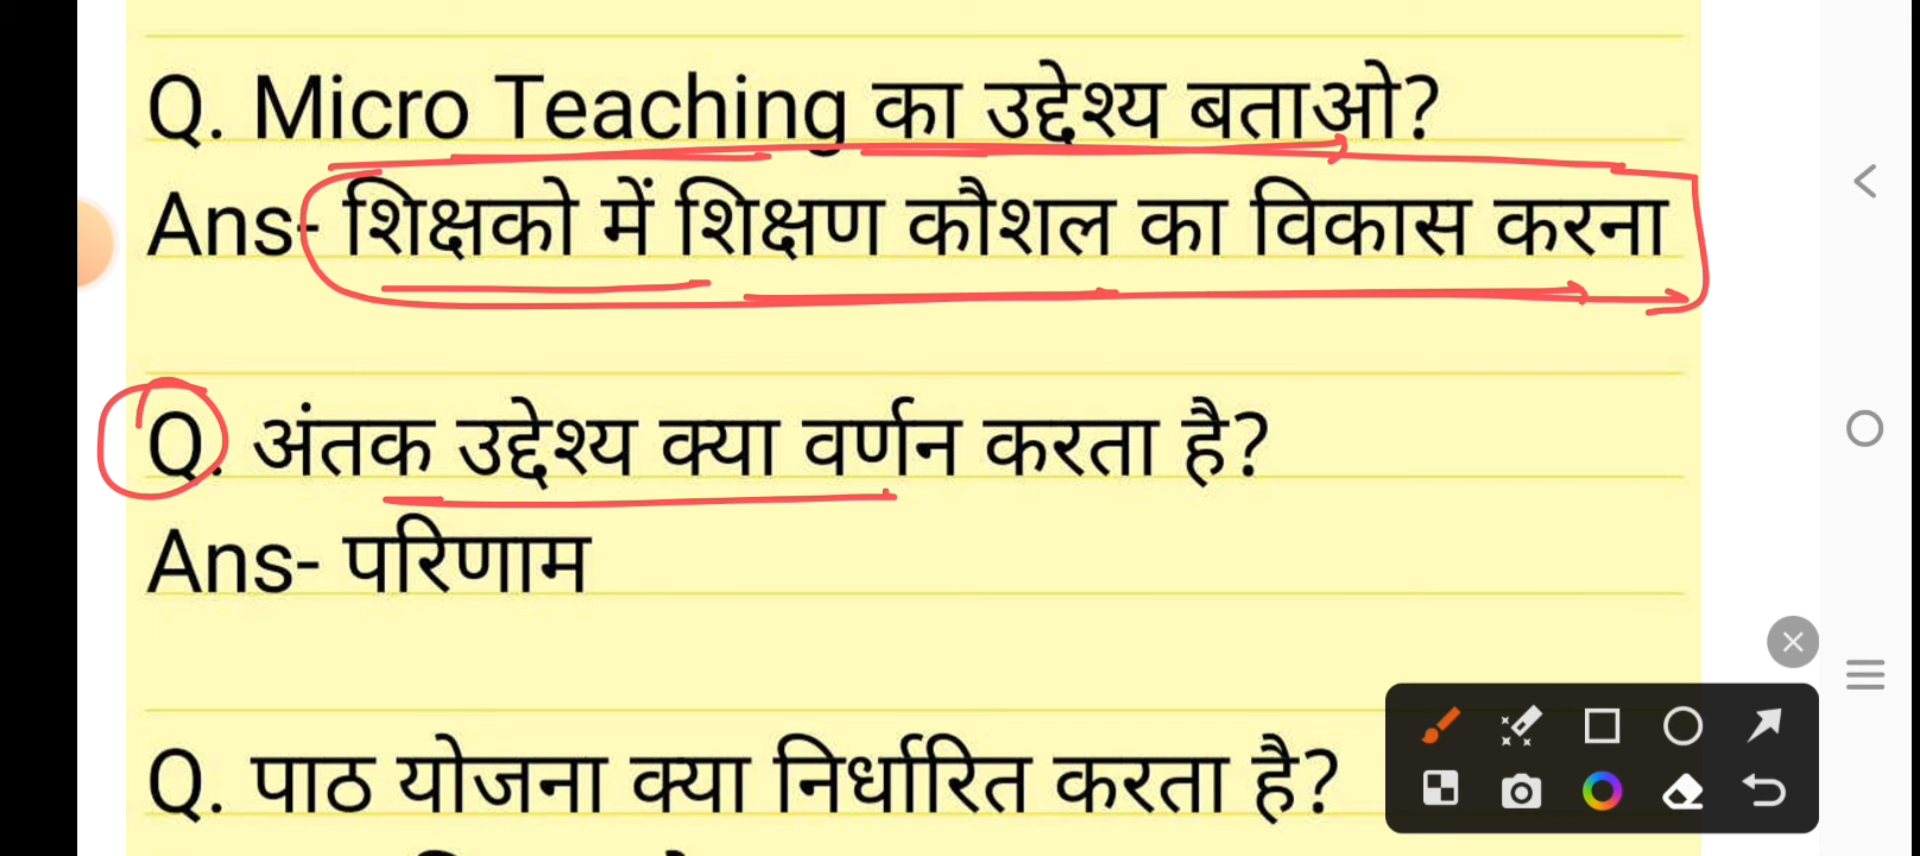 Q. Micro Teaching का उद्देश्य बताओ?
Ans- शिक्षको में शिक्षण कौशल का विकास करना
Q. अंतक उद्देश्य क्या वर्णन करता है?
Ans- परिणाम
Q. पाठ योजना क्या निर्धारित करता है?